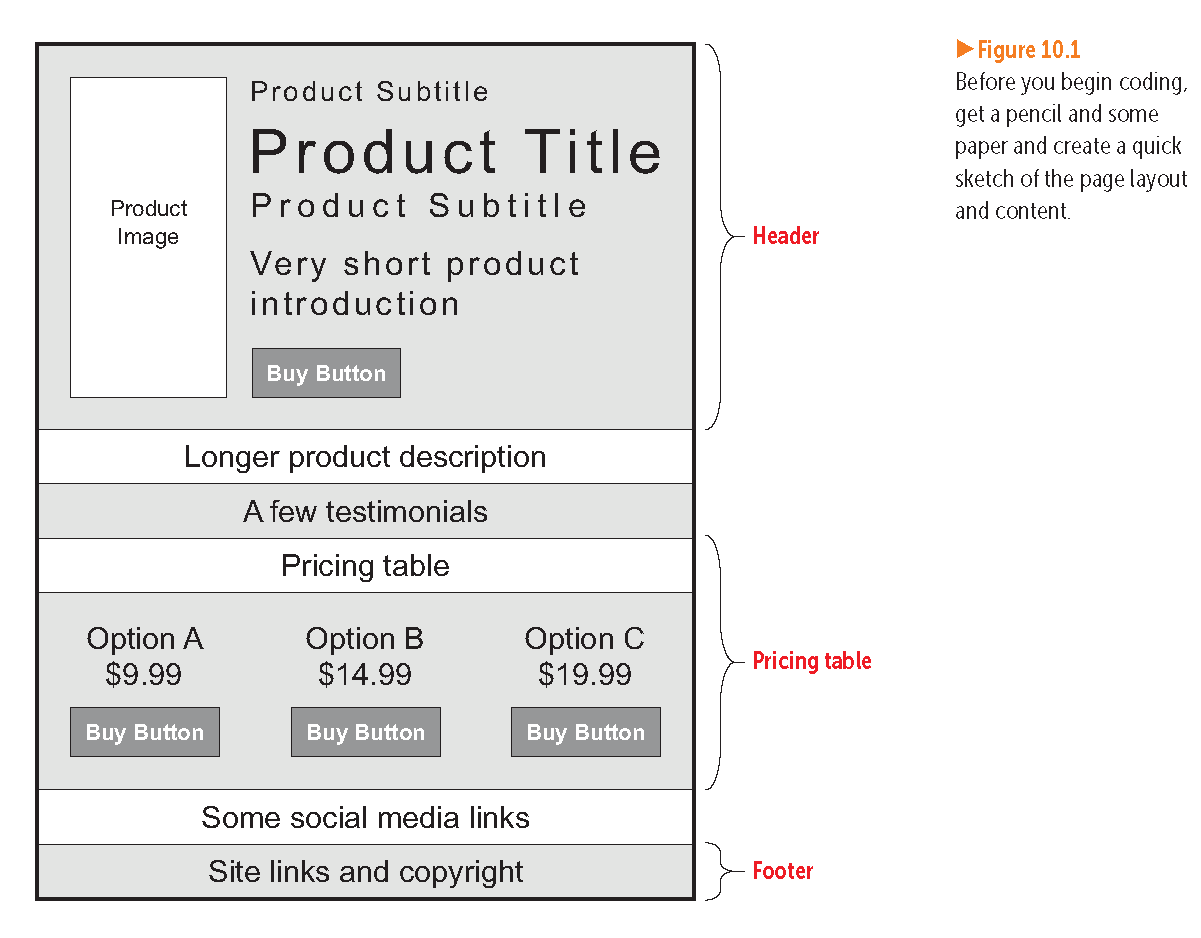 Product Subtitle
Product Title
Product Subtitle
Very short product
introduction
Buy Button
Product
Image
Longer product description
A few testimonials
Pricing table
Option A
$9.99
Buy Button
Option B
$14.99
Buy Button
Option C
$19.99
Buy Button
Some social media links
Site links and copyright
Header
Pricing table
Footer
▶Figure 10.1
Before you begin coding,
get a pencil and some
paper and create a quick
sketch of the page layout
and content.